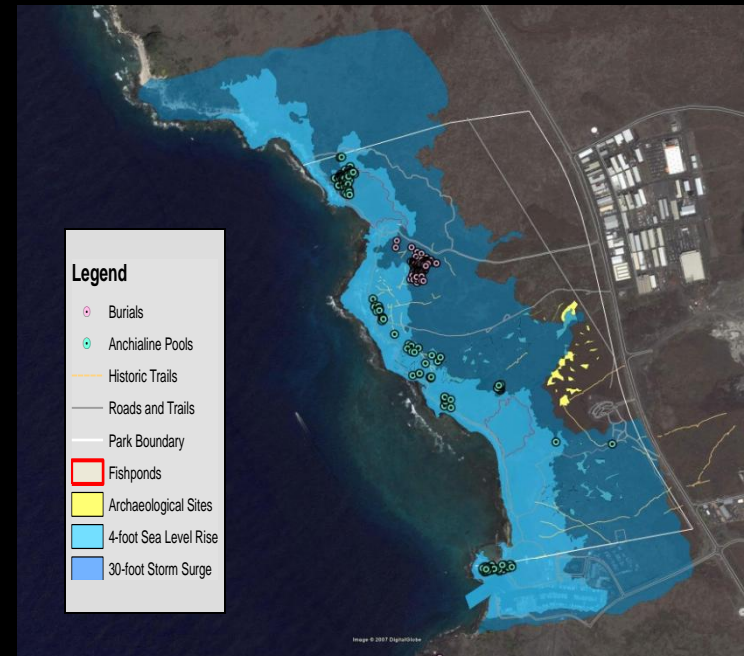 Legend
Burials
Anchialine Pools
Historic Trails
Roads and Trails
Park Boundary
Fishponds
Archaeological Sites
4-foot Sea Level Rise
30-foot Storm Surge
Image © 2007 DigitalGlobe